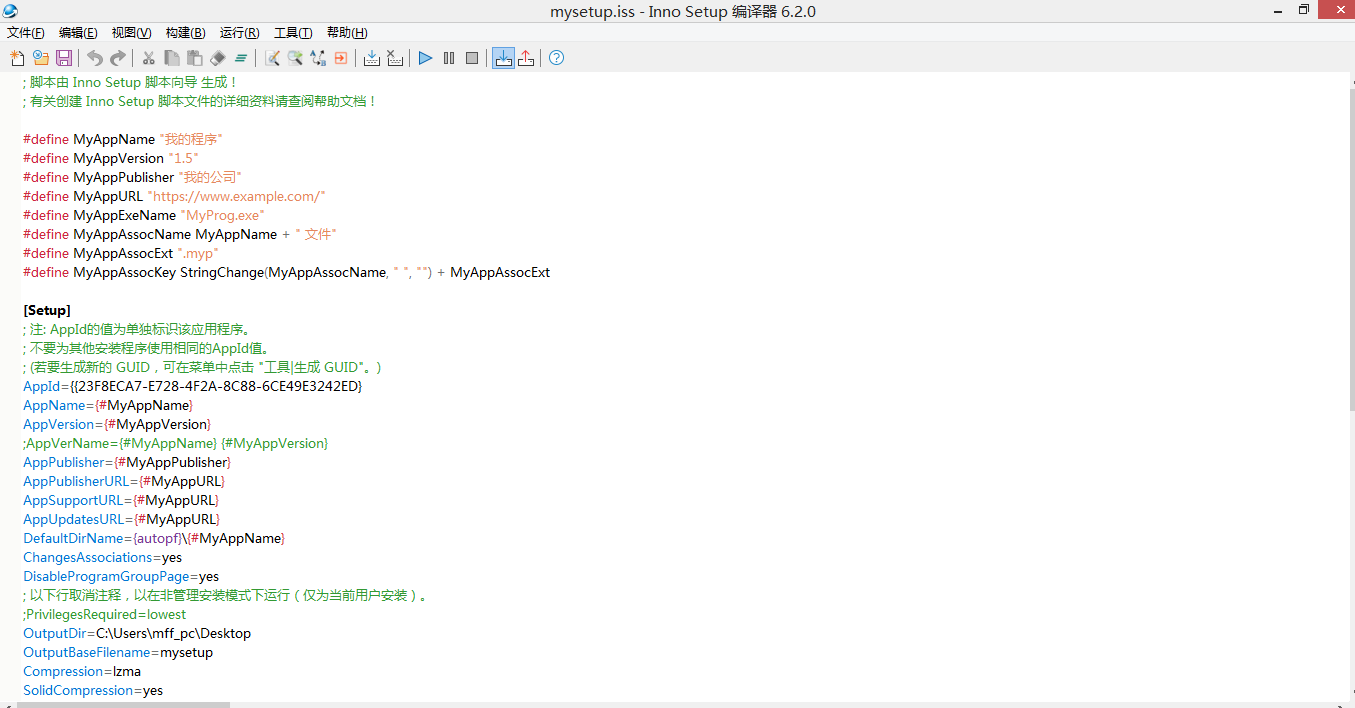 mysetup.iss - Inno Setup 编译器 6.2.0
文件(F) 编辑(E) 视图(V) 构建(B) 运行(R) 工具(T) 帮助(H)
; 脚本由 Inno Setup 脚本向导 生成！
; 有关创建 Inno Setup 脚本文件的详细资料请查阅帮助文档！
#define MyAppName "我的程序"
#define MyAppVersion "1.5"
#define MyAppPublisher "我的公司"
#define MyAppURL "https://www.example.com/"
#define MyAppExeName "MyProg.exe"
#define MyAppAssocName MyAppName + " 文件"
#define MyAppAssocExt ".myp"
#define MyAppAssocKey StringChange(MyAppAssocName, " ", "") + MyAppAssocExt
[Setup]
; 注: AppId的值为单独标识该应用程序。
; 不要为其他安装程序使用相同的AppId值。
; (若要生成新的 GUID，可在菜单中点击 "工具|生成 GUID"。)
AppId={{23F8ECA7-E728-4F2A-8C88-6CE49E3242ED}
AppName={#MyAppName}
AppVersion={#MyAppVersion}
;AppVerName={#MyAppName} {#MyAppVersion}
AppPublisher={#MyAppPublisher}
AppPublisherURL={#MyAppURL}
AppSupportURL={#MyAppURL}
AppUpdatesURL={#MyAppURL}
DefaultDirName={autopf}\{#MyAppName}
ChangesAssociations=yes
DisableProgramGroupPage=yes
; 以下行取消注释，以在非管理安装模式下运行（仅为当前用户安装）。
;PrivilegesRequired=lowest
OutputDir=C:\Users\mff_pc\Desktop
OutputBaseFilename=mysetup
Compression=lzma
SolidCompression=yes